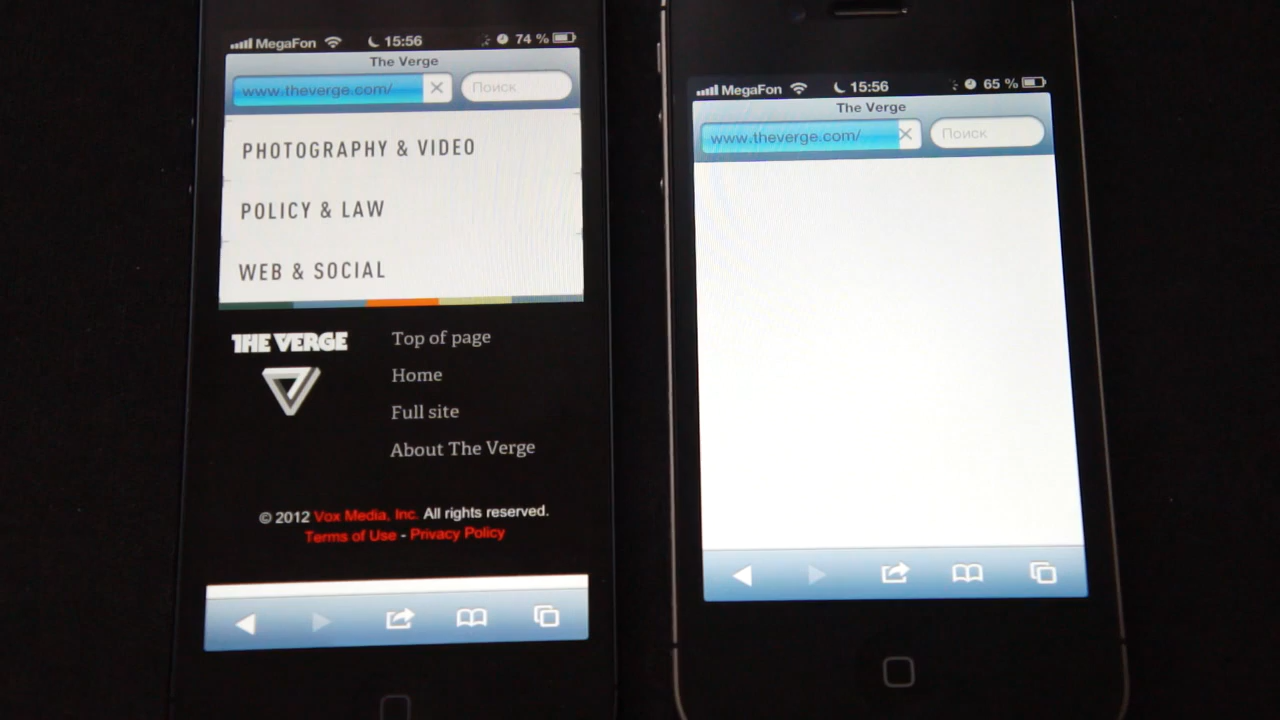 MegaFon 15:56 74 %
The Verge
www.theverge.com/ Поиск
PHOTOGRAPHY & VIDEO
POLICY & LAW
WEB & SOCIAL
THE VERGE
Top of page
Home
Full site
About The Verge
© 2012 Vox Media, Inc. All rights reserved.
Terms of Use - Privacy Policy
MegaFon 15:56 65 %
The Verge
www.theverge.com/ Поиск